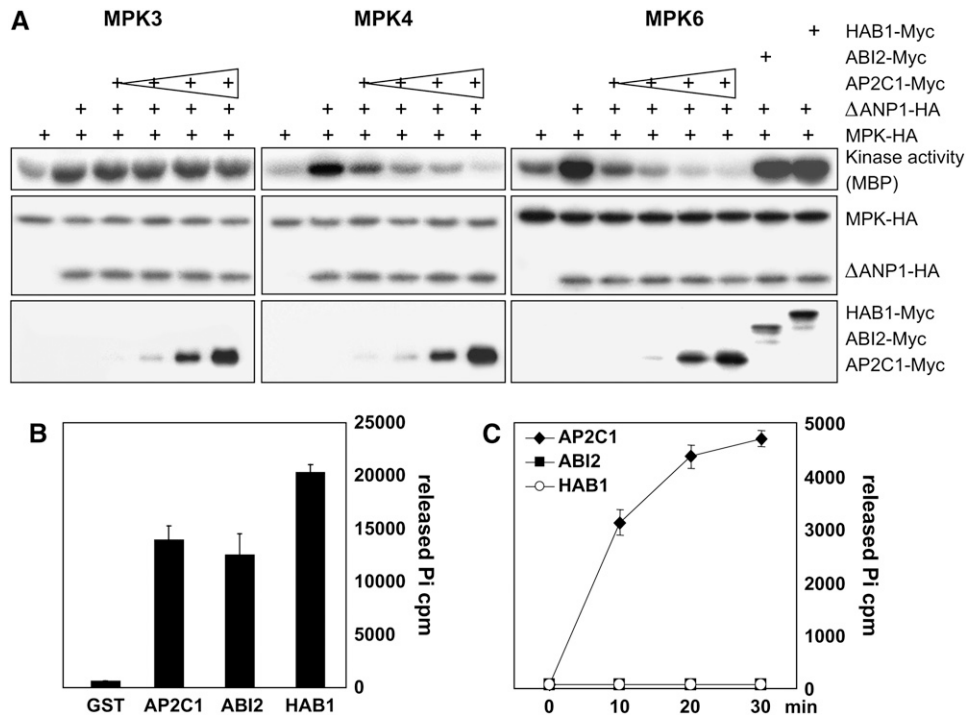 A
MPK3 MPK4 MPK6
+ HAB1-Myc
+ ABI2-Myc
+ + + + + + + + + + + + AP2C1-Myc
+ + + + + + + + + + + + + + + + + ΔANP1-HA
+ + + + + + + + + + + + + + + + + + + + MPK-HA
Kinase activity
(MBP)
MPK-HA
ΔANP1-HA
HAB1-Myc
ABI2-Myc
AP2C1-Myc
B
25000
20000
15000
10000
5000
0
released Pi cpm
GST AP2C1 ABI2 HAB1
C
AP2C1
ABI2
HAB1
5000
4000
3000
2000
1000
0
released Pi cpm
0 10 20 30 min